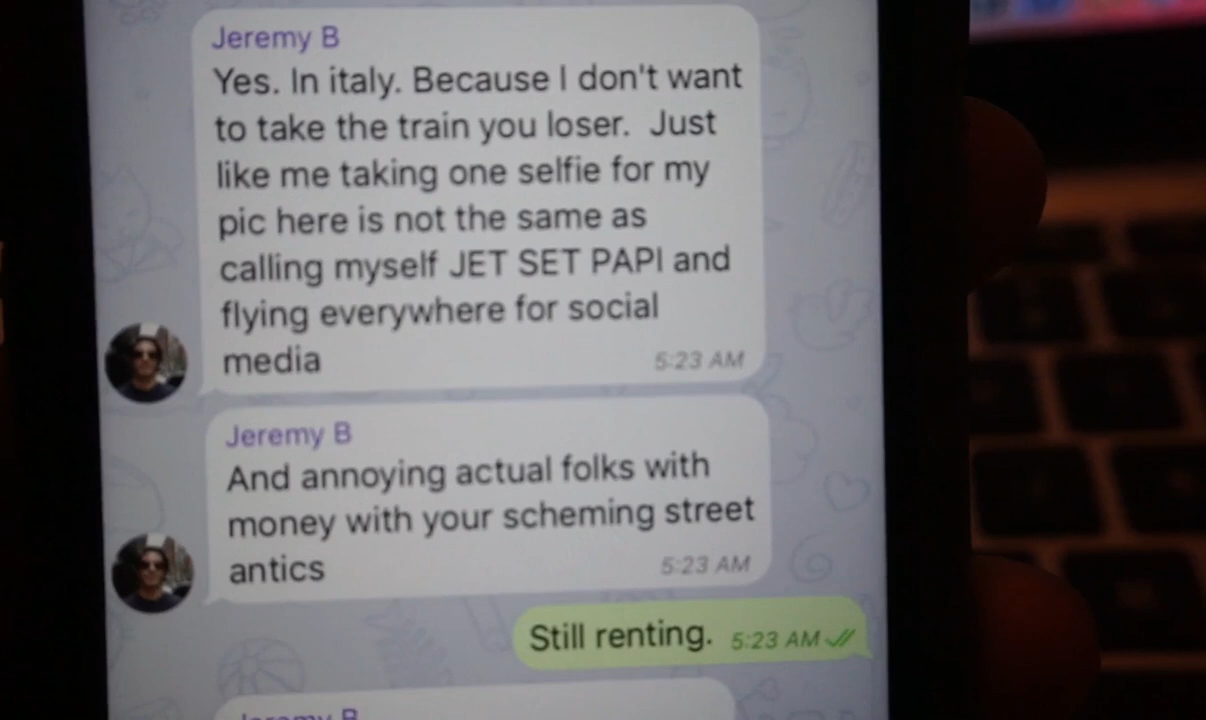 Jeremy B
Yes. In italy. Because I don't want
to take the train you loser.  Just
like me taking one selfie for my
pic here is not the same as
calling myself JET SET PAPI and
flying everywhere for social
media
5:23 AM
Jeremy B
And annoying actual folks with
money with your scheming street
antics
5:23 AM
Still renting. 5:23 AM
Jeremy B